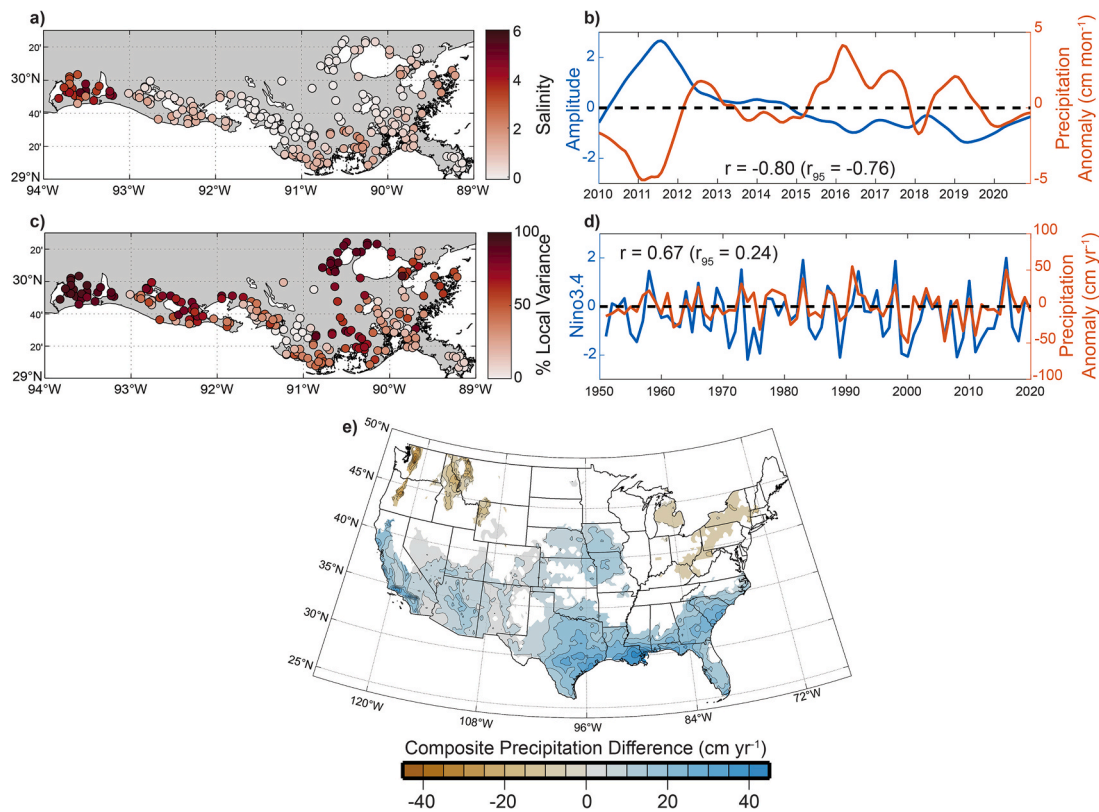 a)
20'
30°N
40'
20'
29°N
94°W 93°W 92°W 91°W 90°W 89°W
6
4
2
0
Salinity
b)
2
0
-2
Amplitude
5
0
-5
Precipitation
Anomaly (cm mon⁻¹)
r = -0.80 (r₉₅ = -0.76)
2010 2011 2012 2013 2014 2015 2016 2017 2018 2019 2020
c)
20'
30°N
40'
20'
29°N
94°W 93°W 92°W 91°W 90°W 89°W
100
50
0
% Local Variance
d)
r = 0.67 (r₉₅ = 0.24)
2
0
-2
Nino3.4
100
50
0
-50
-100
Precipitation
Anomaly (cm yr⁻¹)
1950 1960 1970 1980 1990 2000 2010 2020
e)
50°N
45°N
40°N
35°N
30°N
25°N
120°W 108°W 96°W 84°W 72°W
Composite Precipitation Difference (cm yr⁻¹)
-40 -20 0 20 40